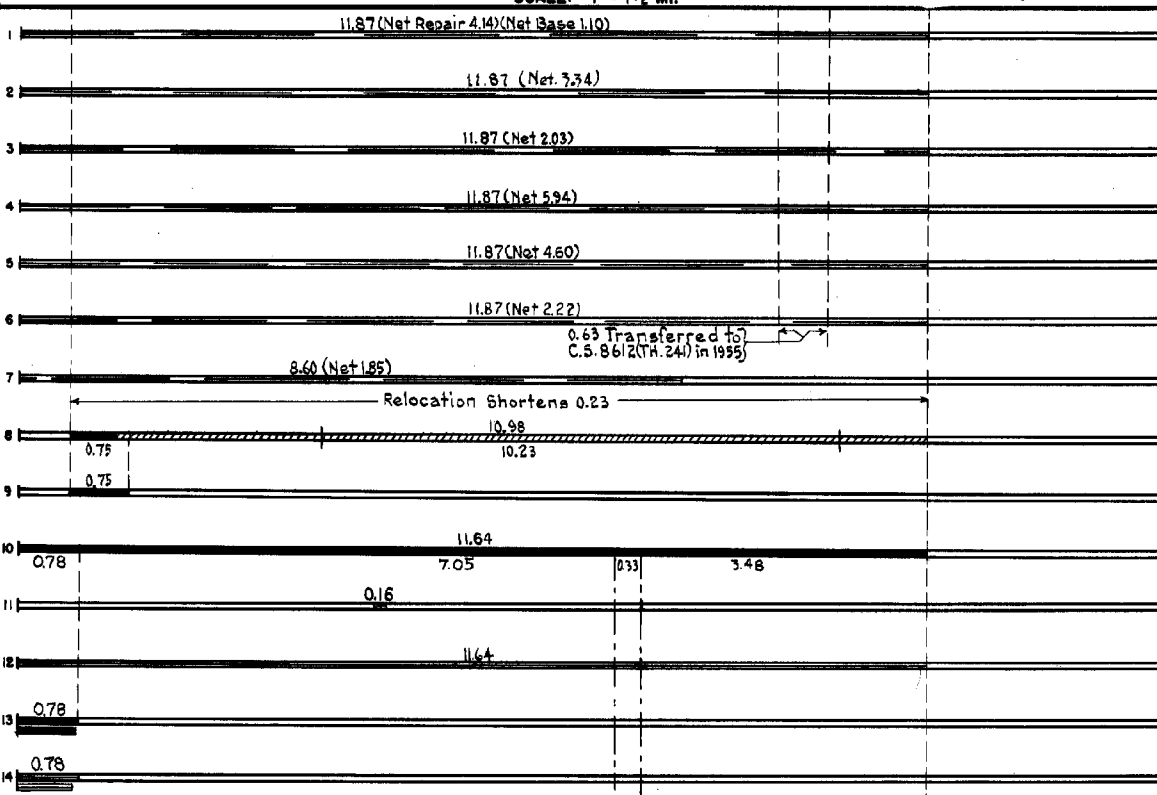 1 11.87 (Net Repair 4.14)(Net Base 1.10)
2 11.87 (Net. 3.34)
3 11.87 (Net 2.03)
4 11.87 (Net 5.94)
5 11.87 (Net 4.60)
6 11.87 (Net 2.22)
0.63 Transferred to
C.S. 8612 (T.H. 241) in 1955
7 8.60 (Net 1.85)
Relocation Shortens 0.23
8 10.98
0.75 10.23
9 0.75
10 11.64
0.78 7.05 0.33 3.48
11 0.16
12 11.64
13 0.78
14 0.78